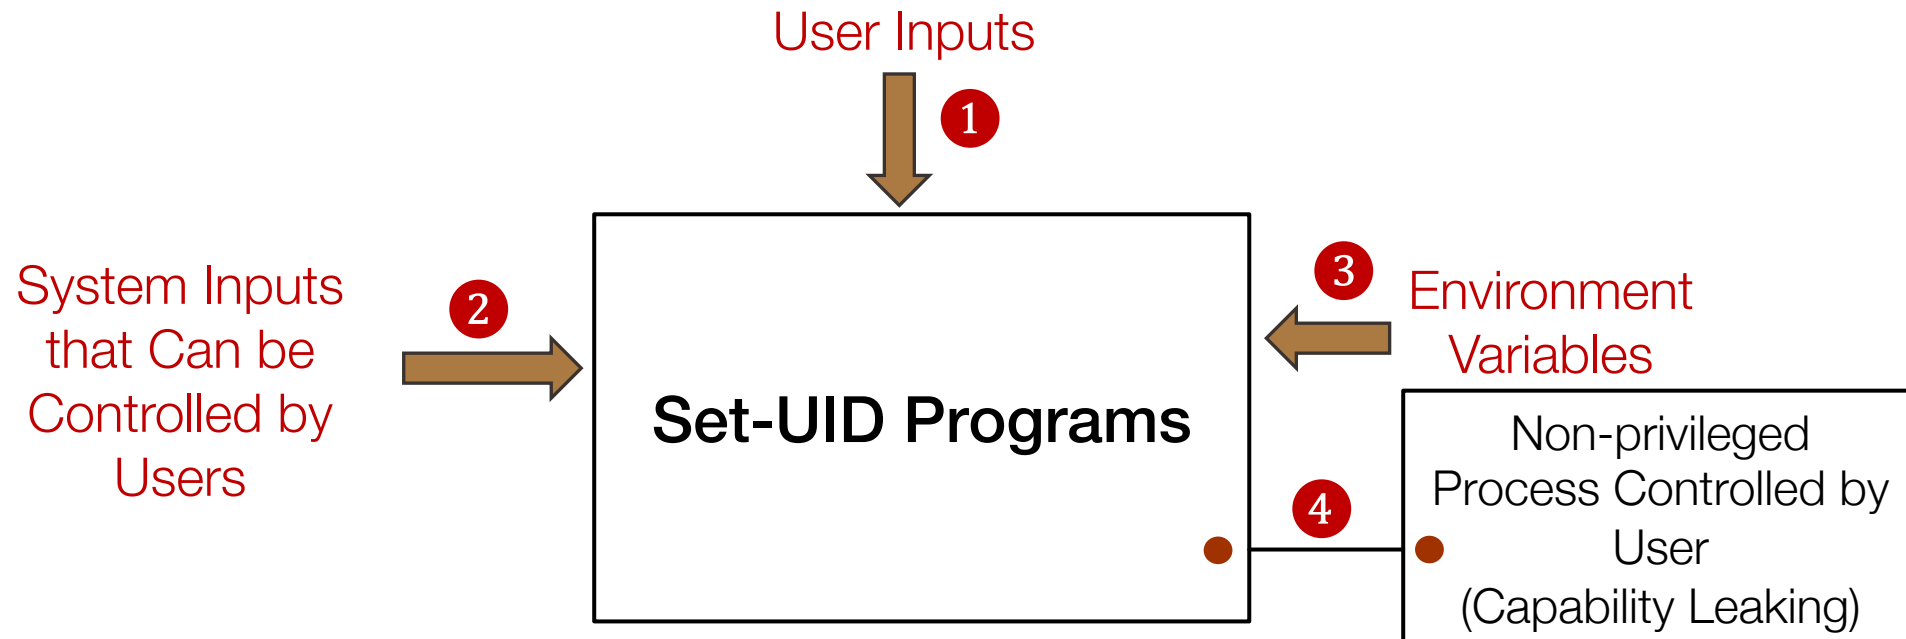 User Inputs
1
System Inputs
that Can be
Controlled by
Users
2
3
Environment
Variables
Set-UID Programs
4
Non-privileged
Process Controlled by
User
(Capability Leaking)